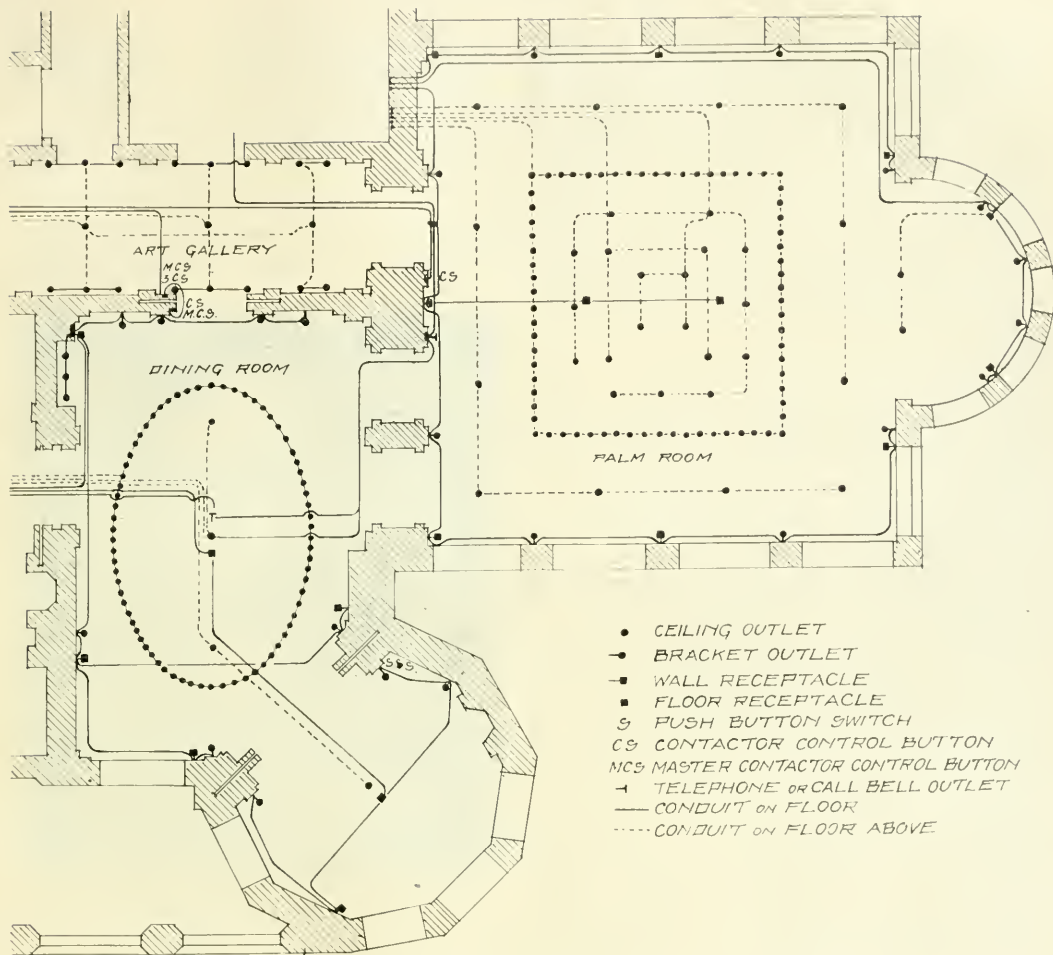 ART GALLERY
MCS
SCS
CS
CS
M.C.S.
DINING ROOM
PALM ROOM
SSS
CEILING OUTLET
BRACKET OUTLET
WALL RECEPTACLE
FLOOR RECEPTACLE
S PUSH BUTTON SWITCH
CS CONTACTOR CONTROL BUTTON
MCS MASTER CONTACTOR CONTROL BUTTON
TELEPHONE OR CALL BELL OUTLET
CONDUIT ON FLOOR
CONDUIT ON FLOOR ABOVE